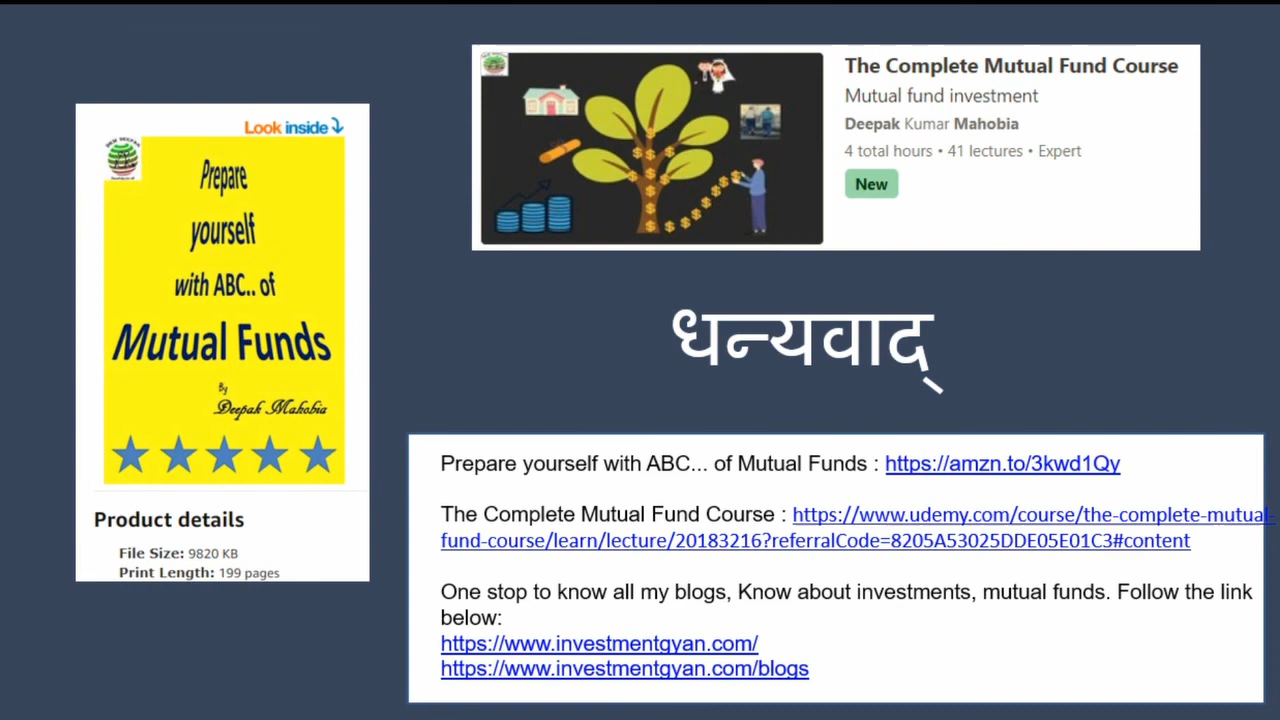 Look inside
Prepare
yourself
with ABC.. of
Mutual Funds
By
Deepak Mahobia
Product details
File Size: 9820 KB
Print Length: 199 pages
The Complete Mutual Fund Course
Mutual fund investment
Deepak Kumar Mahobia
4 total hours • 41 lectures • Expert
New
धन्यवाद्
Prepare yourself with ABC... of Mutual Funds : https://amzn.to/3kwd1Qy
The Complete Mutual Fund Course : https://www.udemy.com/course/the-complete-mutual-
fund-course/learn/lecture/20183216?referralCode=8205A53025DDE05E01C3#content
One stop to know all my blogs, Know about investments, mutual funds. Follow the link
below:
https://www.investmentgyan.com/
https://www.investmentgyan.com/blogs